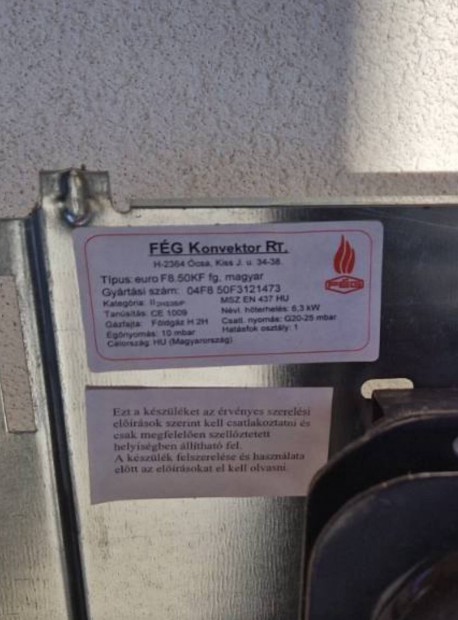 FÉG Konvektor RT.
H-2364 Ócsa, Kiss J. u. 34-38.
Típus: euro F8.50KF fg. magyar
Gyártási szám: 04F8 50F3121473
Kategória: MSZ EN 437 HU
Tanúsítás: CE 1009 Névl. hőterhelés: 5,3 kW
Gázfajta: Földgáz H 2H Csatl. nyomás: G20-25 mbar
Égőnyomás: 10 mbar Hatásfok osztály: 1
Célország: HU (Magyarország)
Ezt a készüléket az érvényes szerelési
előírások szerint kell csatlakoztatni és
csak megfelelően szellőztetett
helyiségben állítható fel.
A készülék felszerelése és használata
előtt az előírásokat el kell olvasni.